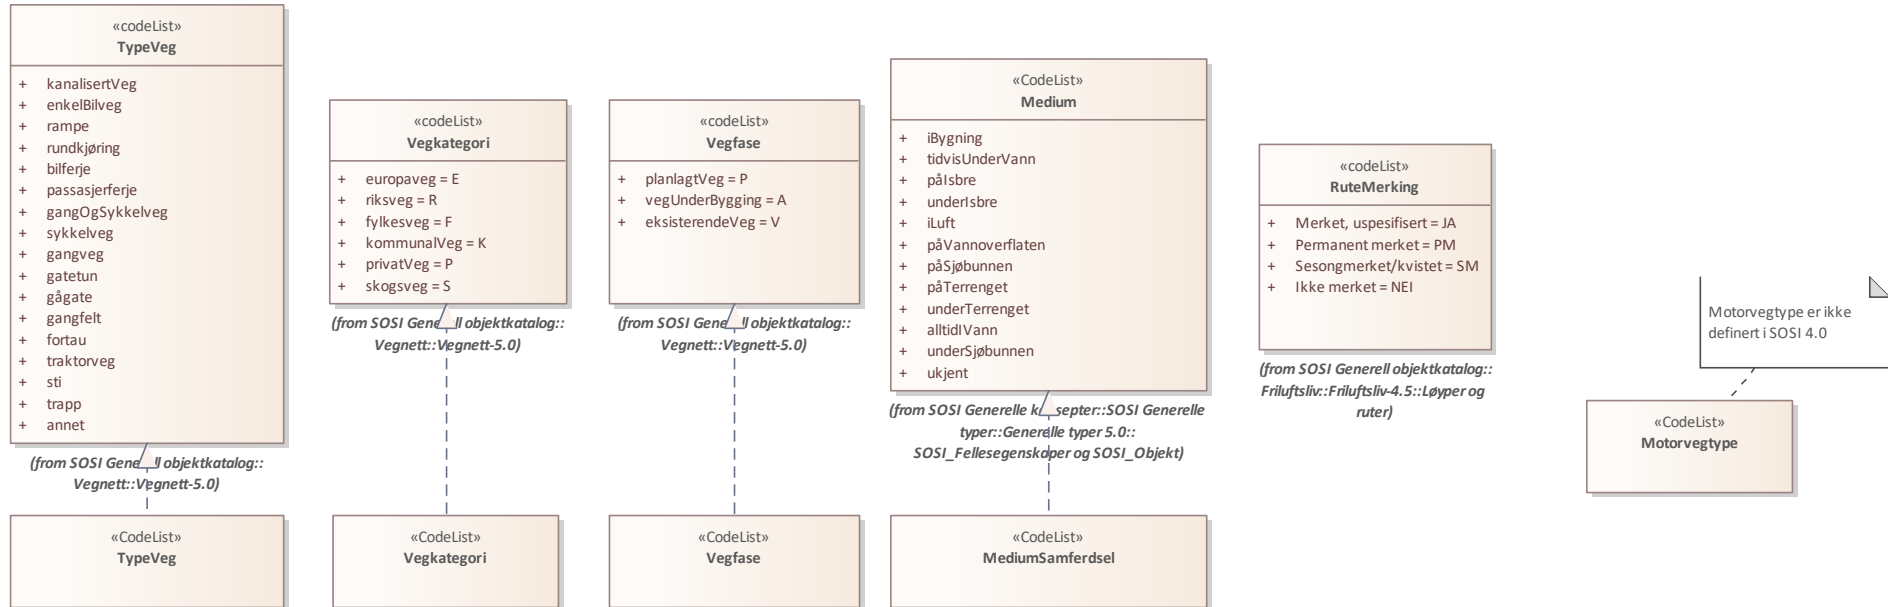 «codeList»
TypeVeg
+ kanalisertVeg
+ enkelBilveg
+ rampe
+ rundkjøring
+ bilferje
+ passasjerferje
+ gangOgSykkelveg
+ sykkelveg
+ gangveg
+ gatetun
+ gågate
+ gangfelt
+ fortau
+ traktorveg
+ sti
+ trapp
+ annet
(from SOSI Generell objektkatalog::
Vegnett::Vegnett-5.0)
«CodeList»
TypeVeg
«codeList»
Vegkategori
+ europaveg = E
+ riksveg = R
+ fylkesveg = F
+ kommunalVeg = K
+ privatVeg = P
+ skogsveg = S
(from SOSI Generell objektkatalog::
Vegnett::Vegnett-5.0)
«CodeList»
Vegkategori
«codeList»
Vegfase
+ planlagtVeg = P
+ vegUnderBygging = A
+ eksisterendeVeg = V
(from SOSI Generell objektkatalog::
Vegnett::Vegnett-5.0)
«CodeList»
Vegfase
«CodeList»
Medium
+ iBygning
+ tidvisUnderVann
+ påIsbre
+ underIsbre
+ iLuft
+ påVannoverflaten
+ påSjøbunnen
+ påTerrenget
+ underTerrenget
+ alltidIVann
+ underSjøbunnen
+ ukjent
(from SOSI Generelle konsepter::SOSI Generelle
typer::Generelle typer 5.0::
SOSI_Fellesegenskaper og SOSI_Objekt)
«CodeList»
MediumSamferdsel
«codeList»
RuteMerking
+ Merket, uspesifisert = JA
+ Permanent merket = PM
+ Sesongmerket/kvistet = SM
+ Ikke merket = NEI
(from SOSI Generell objektkatalog::
Friluftsliv::Friluftsliv-4.5::Løyper og
ruter)
Motorvegtype er ikke
definert i SOSI 4.0
«CodeList»
Motorvegtype